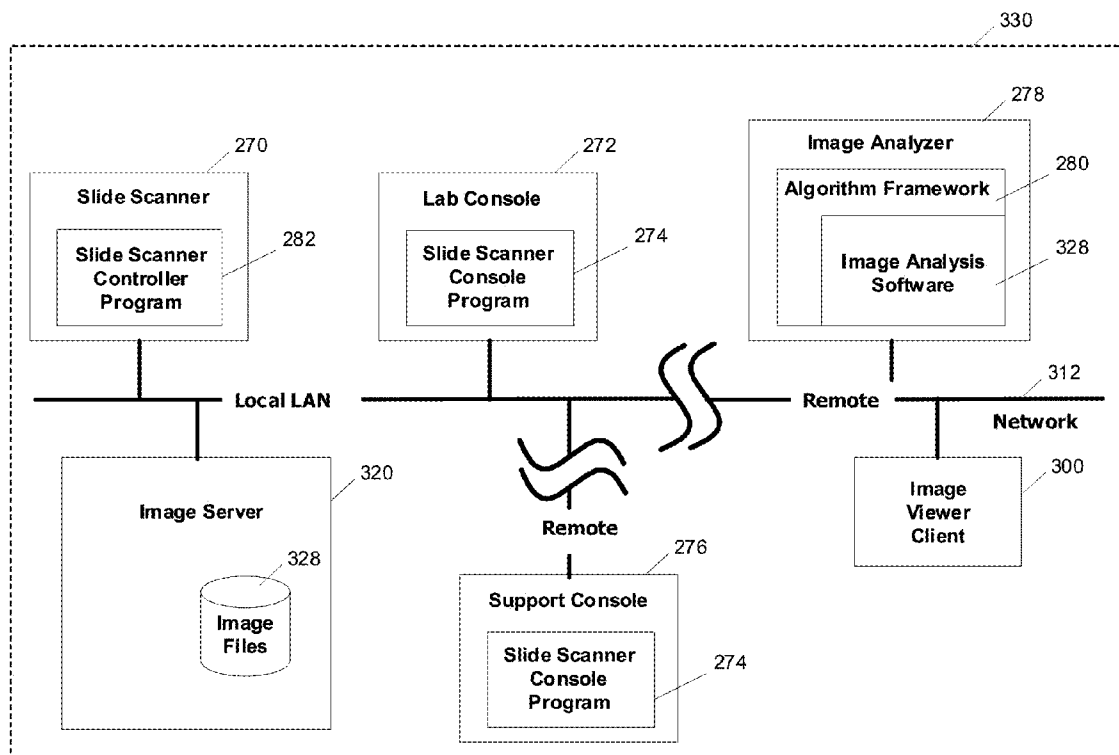 330
278
Image Analyzer
270
272
280
Slide Scanner
Lab Console
Algorithm Framework
282
274
328
Slide Scanner
Controller
Program
Slide Scanner
Console
Program
Image Analysis
Software
312
Local LAN
Remote
Network
320
300
Image Server
Image
Viewer
Client
Remote
276
328
Support Console
Image
Files
Slide Scanner
Console
Program
274